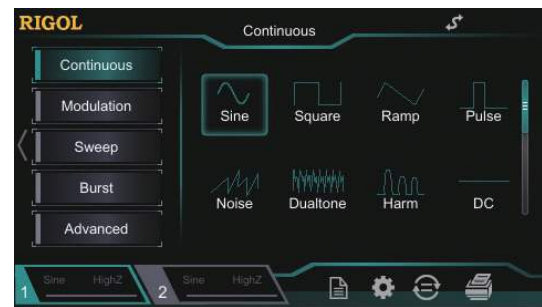 RIGOL
Continuous
Continuous
Modulation
Sweep
Burst
Advanced
Sine
Square
Ramp
Pulse
Noise
Dualtone
Harm
DC
1
Sine
HighZ
2
Sine
HighZ